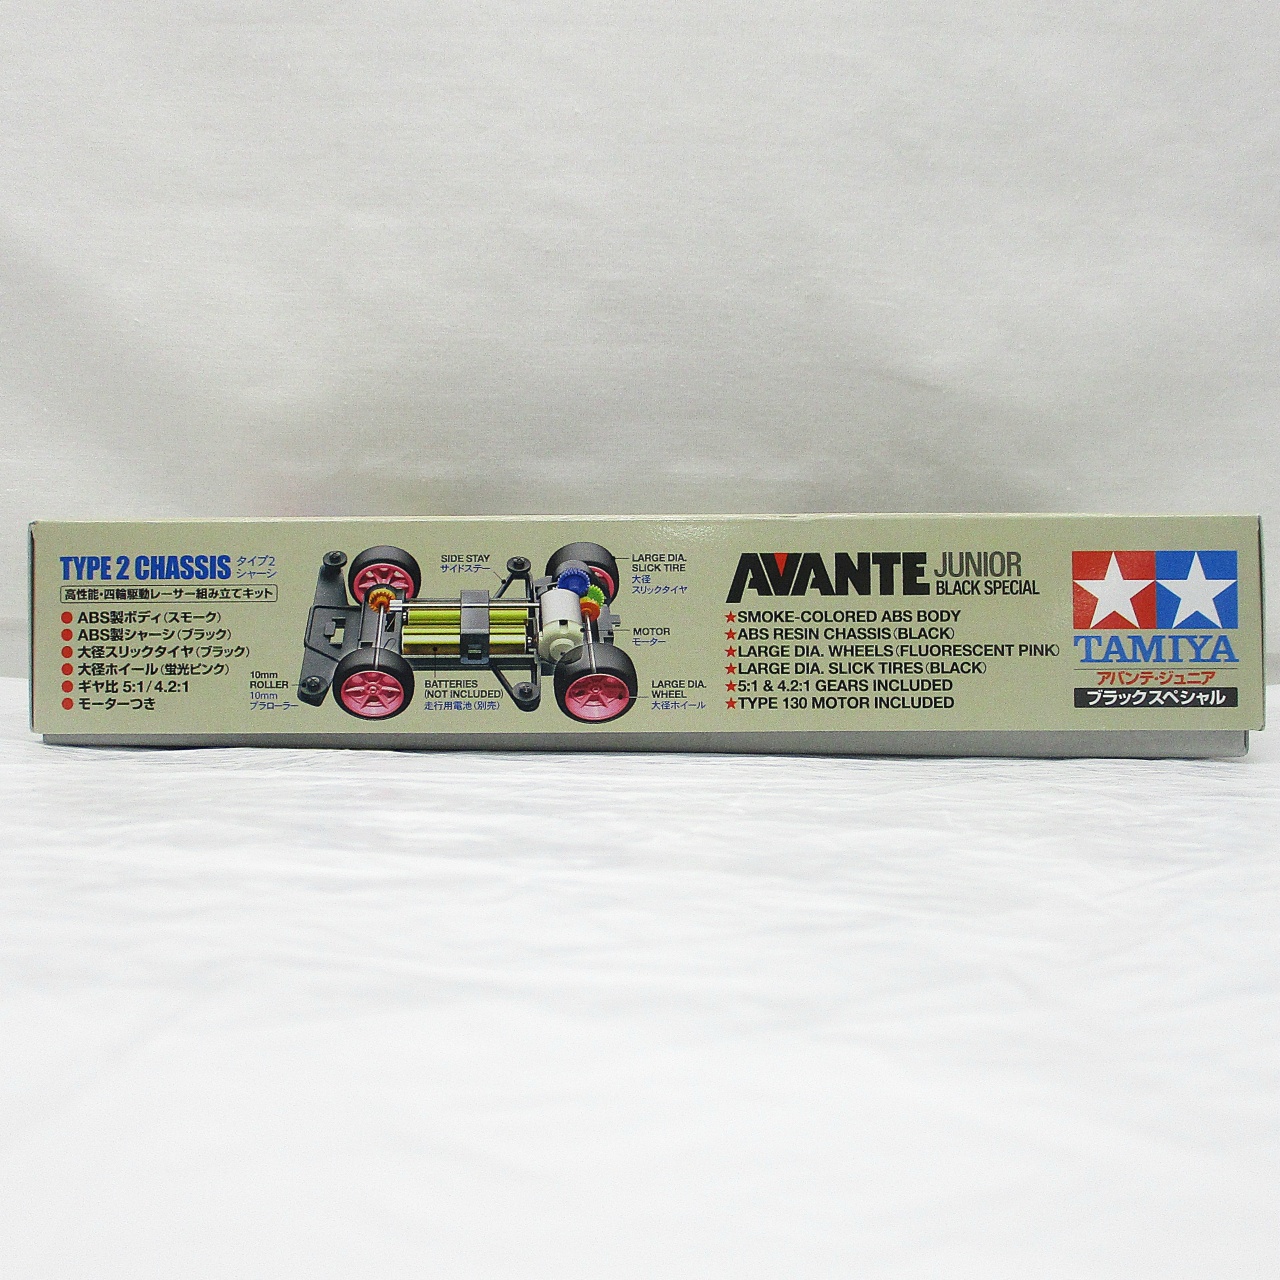 TYPE 2 CHASSIS タイプ2 シャーシ
高性能・四輪駆動レーサー組み立てキット
● ABS製ボディ(スモーク)
● ABS製シャーシ(ブラック)
● 大径スリックタイヤ(ブラック)
● 大径ホイール(蛍光ピンク)
● ギヤ比 5:1/4.2:1
● モーターつき
10mm
ROLLER
10mm
プラローラー
SIDE STAY
サイドステー
BATTERIES
(NOT INCLUDED)
走行用電池(別売)
LARGE DIA.
SLICK TIRE
大径
スリックタイヤ
MOTOR
モーター
LARGE DIA.
WHEEL
大径ホイール
AVANTE JUNIOR
BLACK SPECIAL
★SMOKE-COLORED ABS BODY
★ABS RESIN CHASSIS(BLACK)
★LARGE DIA. WHEELS(FLUORESCENT PINK)
★LARGE DIA. SLICK TIRES(BLACK)
★5:1 & 4.2:1 GEARS INCLUDED
★TYPE 130 MOTOR INCLUDED
TAMIYA
アバンテ・ジュニア
ブラックスペシャル